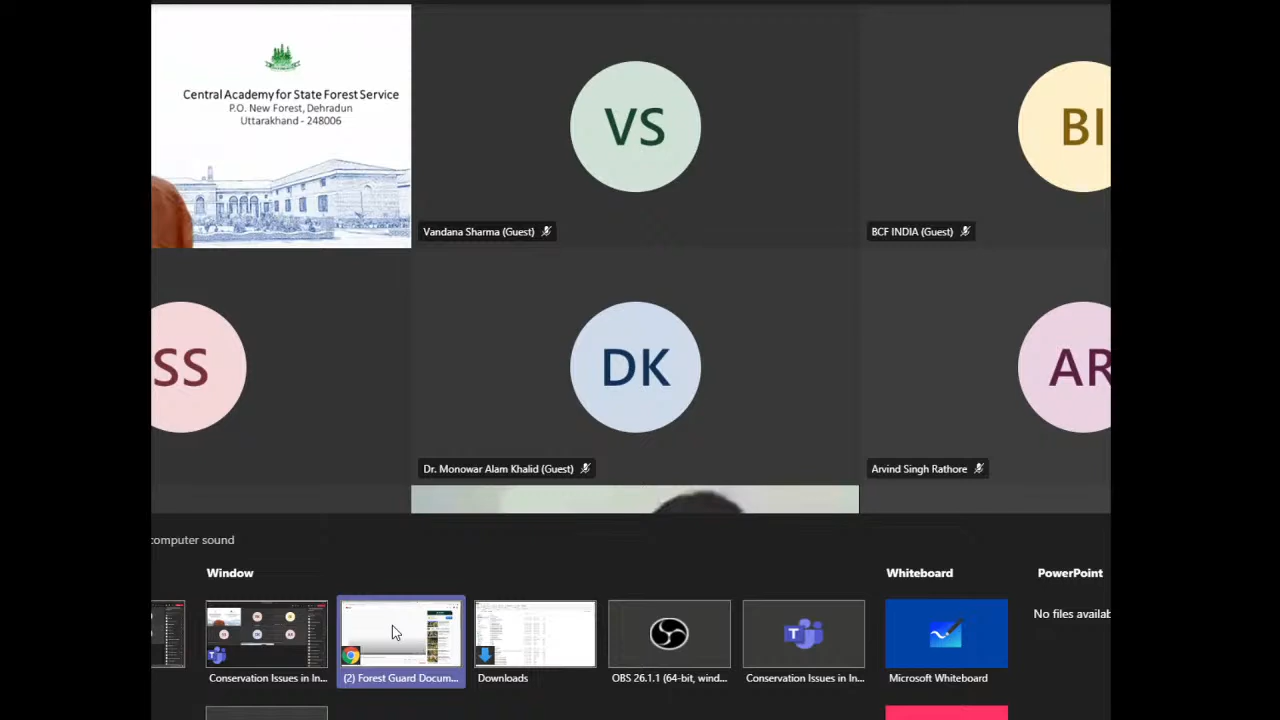 Central Academy for State Forest Service
P.O. New Forest, Dehradun
Uttarakhand - 248006
VS
BI
Vandana Sharma (Guest)
BCF INDIA (Guest)
SS
DK
AR
Dr. Monowar Alam Khalid (Guest)
Arvind Singh Rathore
computer sound
Window
Whiteboard
PowerPoint
No files availab
Conservation Issues in In...
(2) Forest Guard Docum...
Downloads
OBS 26.1.1 (64-bit, wind...
Conservation Issues in In...
Microsoft Whiteboard